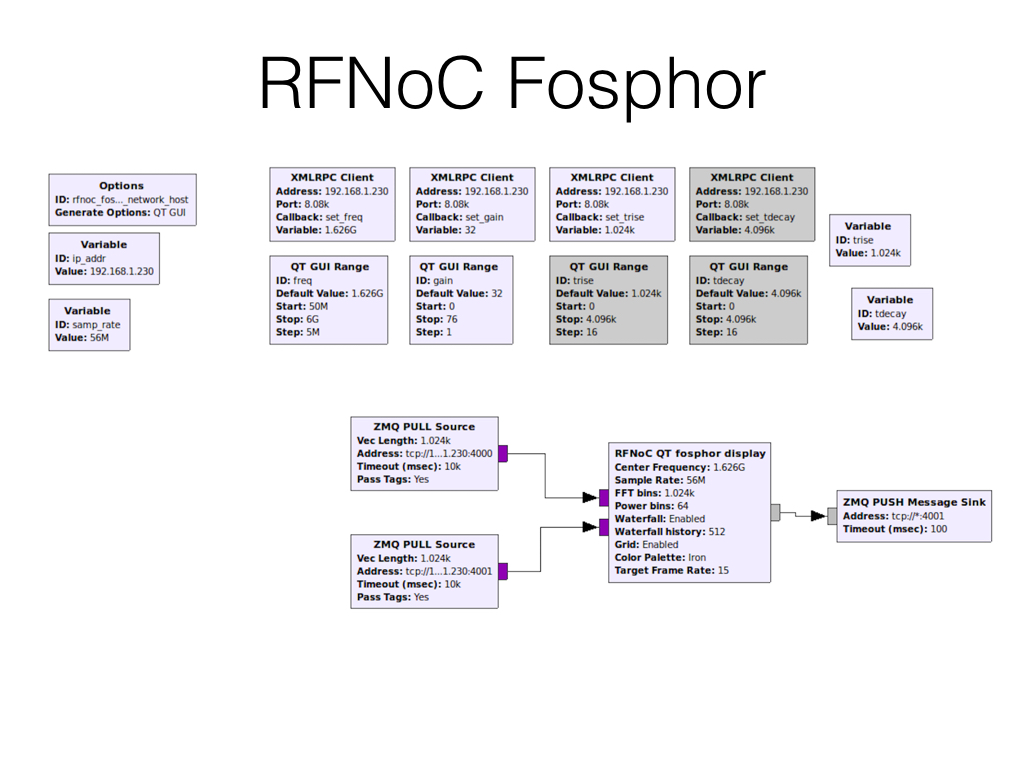 RFNoC Fosphor
Options
ID: rfnoc_fos..._network_host
Generate Options: QT GUI
Variable
ID: ip_addr
Value: 192.168.1.230
Variable
ID: samp_rate
Value: 56M
XMLRPC Client
Address: 192.168.1.230
Port: 8.08k
Callback: set_freq
Variable: 1.626G
XMLRPC Client
Address: 192.168.1.230
Port: 8.08k
Callback: set_gain
Variable: 32
XMLRPC Client
Address: 192.168.1.230
Port: 8.08k
Callback: set_trise
Variable: 1.024k
XMLRPC Client
Address: 192.168.1.230
Port: 8.08k
Callback: set_tdecay
Variable: 4.096k
Variable
ID: trise
Value: 1.024k
QT GUI Range
ID: freq
Default Value: 1.626G
Start: 50M
Stop: 6G
Step: 5M
QT GUI Range
ID: gain
Default Value: 32
Start: 0
Stop: 76
Step: 1
QT GUI Range
ID: trise
Default Value: 1.024k
Start: 0
Stop: 4.096k
Step: 16
QT GUI Range
ID: tdecay
Default Value: 4.096k
Start: 0
Stop: 4.096k
Step: 16
Variable
ID: tdecay
Value: 4.096k
ZMQ PULL Source
Vec Length: 1.024k
Address: tcp://1...1.230:4000
Timeout (msec): 10k
Pass Tags: Yes
ZMQ PULL Source
Vec Length: 1.024k
Address: tcp://1...1.230:4001
Timeout (msec): 10k
Pass Tags: Yes
RFNoC QT fosphor display
Center Frequency: 1.626G
Sample Rate: 56M
FFT bins: 1.024k
Power bins: 64
Waterfall: Enabled
Waterfall history: 512
Grid: Enabled
Color Palette: Iron
Target Frame Rate: 15
ZMQ PUSH Message Sink
Address: tcp://*:4001
Timeout (msec): 100